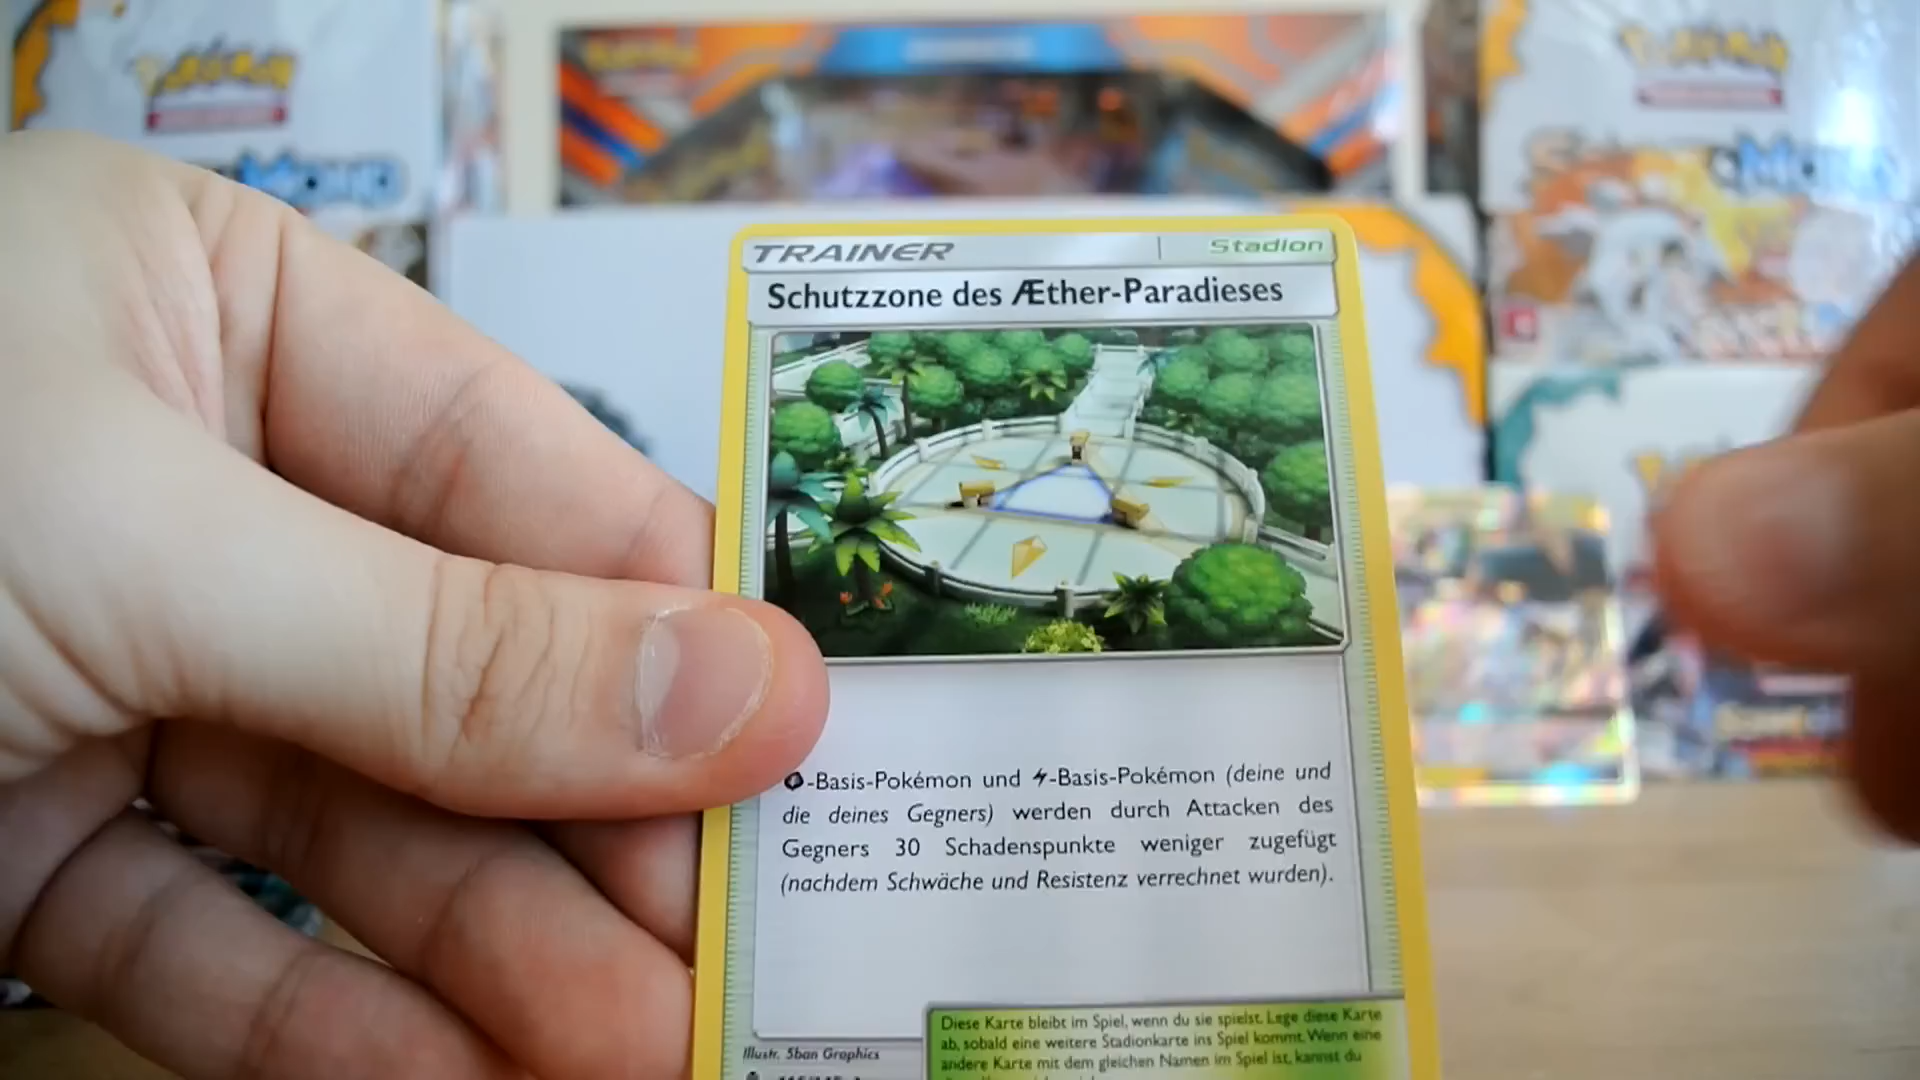 Pokémon
Pokémon
Mond
TRAINER
Stadion
Schutzzone des Æther-Paradieses
-Basis-Pokémon und -Basis-Pokémon (deine und
die deines Gegners) werden durch Attacken des
Gegners 30 Schadenspunkte weniger zugefügt
(nachdem Schwäche und Resistenz verrechnet wurden).
Illustr. 5ban Graphics
Diese Karte bleibt im Spiel, wenn du sie spielst. Lege diese Karte
ab, sobald eine weitere Stadionkarte ins Spiel kommt. Wenn eine
andere Karte mit dem gleichen Namen im Spiel ist, kannst du